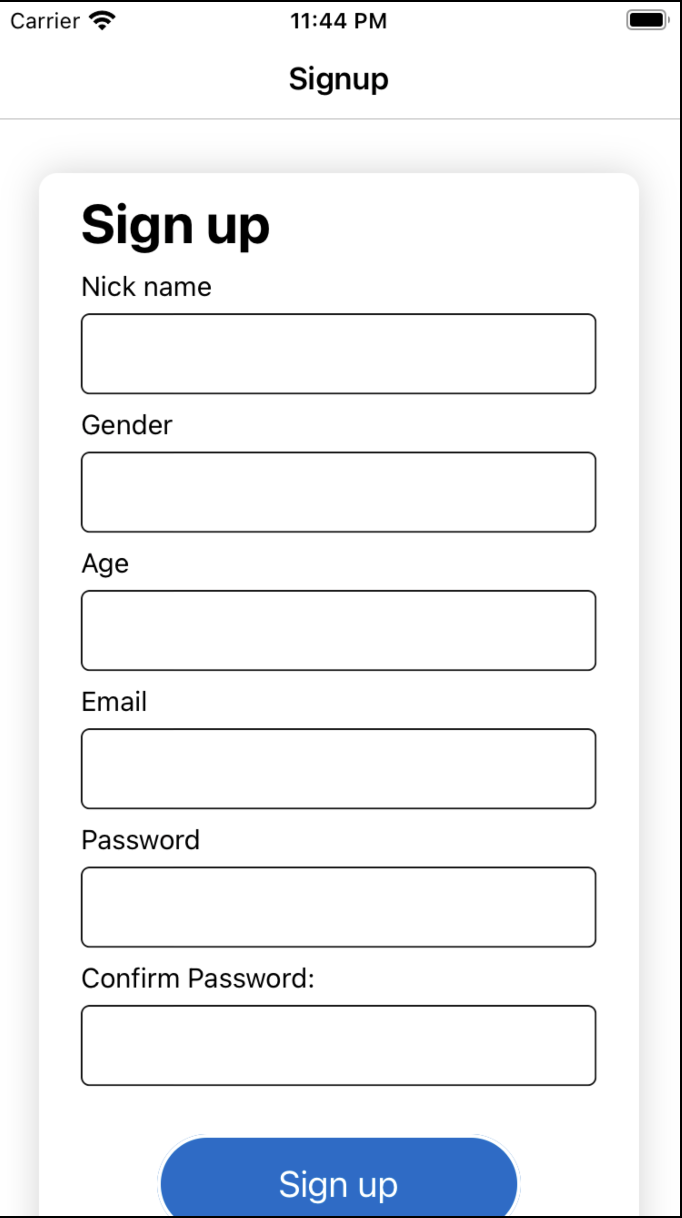 Carrier 11:44 PM
Signup
Sign up
Nick name
Gender
Age
Email
Password
Confirm Password:
Sign up